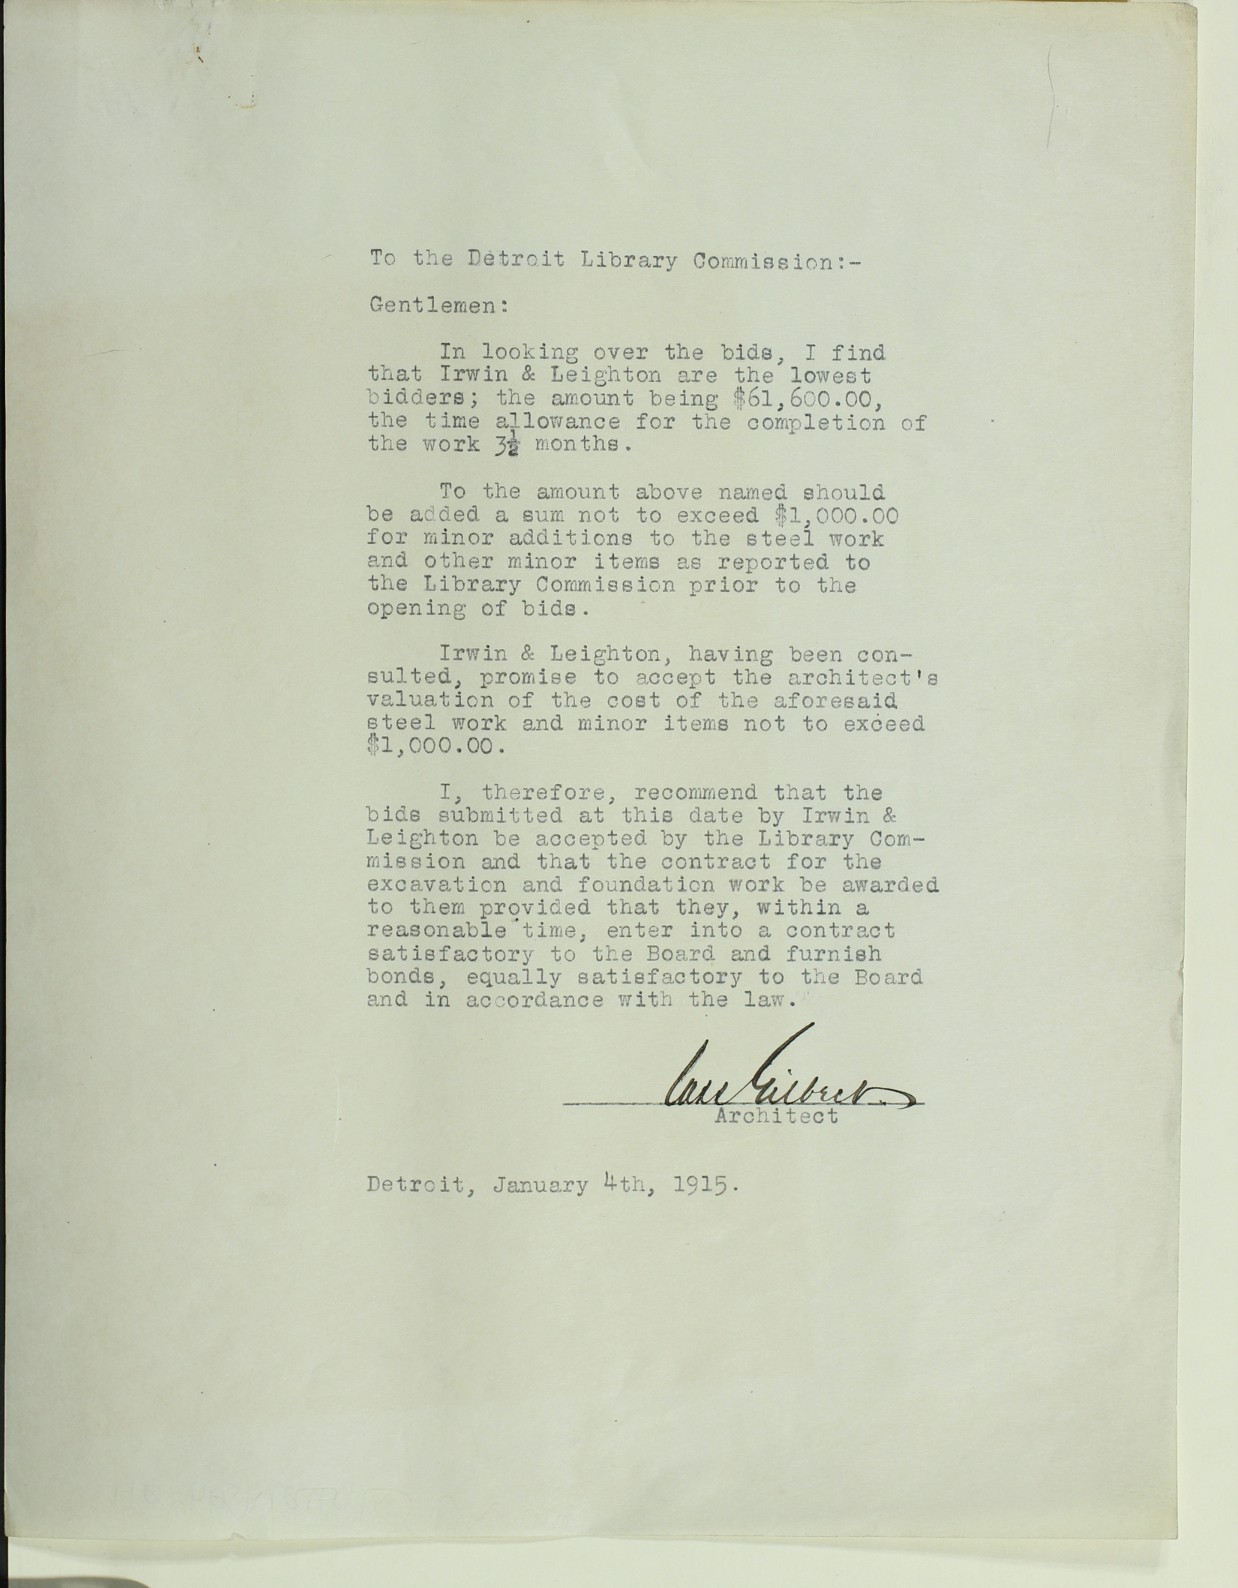 To the Detroit Library Commission:-
Gentlemen:
In looking over the bids, I find
that Irwin & Leighton are the lowest
bidders; the amount being $61,600.00,
the time allowance for the completion of
the work 3½ months.
To the amount above named should
be added a sum not to exceed $1,000.00
for minor additions to the steel work
and other minor items as reported to
the Library Commission prior to the
opening of bids.
Irwin & Leighton, having been con-
sulted, promise to accept the architect's
valuation of the cost of the aforesaid
steel work and minor items not to exceed
$1,000.00.
I, therefore, recommend that the
bids submitted at this date by Irwin &
Leighton be accepted by the Library Com-
mission and that the contract for the
excavation and foundation work be awarded
to them provided that they, within a
reasonable time, enter into a contract
satisfactory to the Board and furnish
bonds, equally satisfactory to the Board
and in accordance with the law.
Cass Gilbert.
Architect
Detroit, January 4th, 1915.